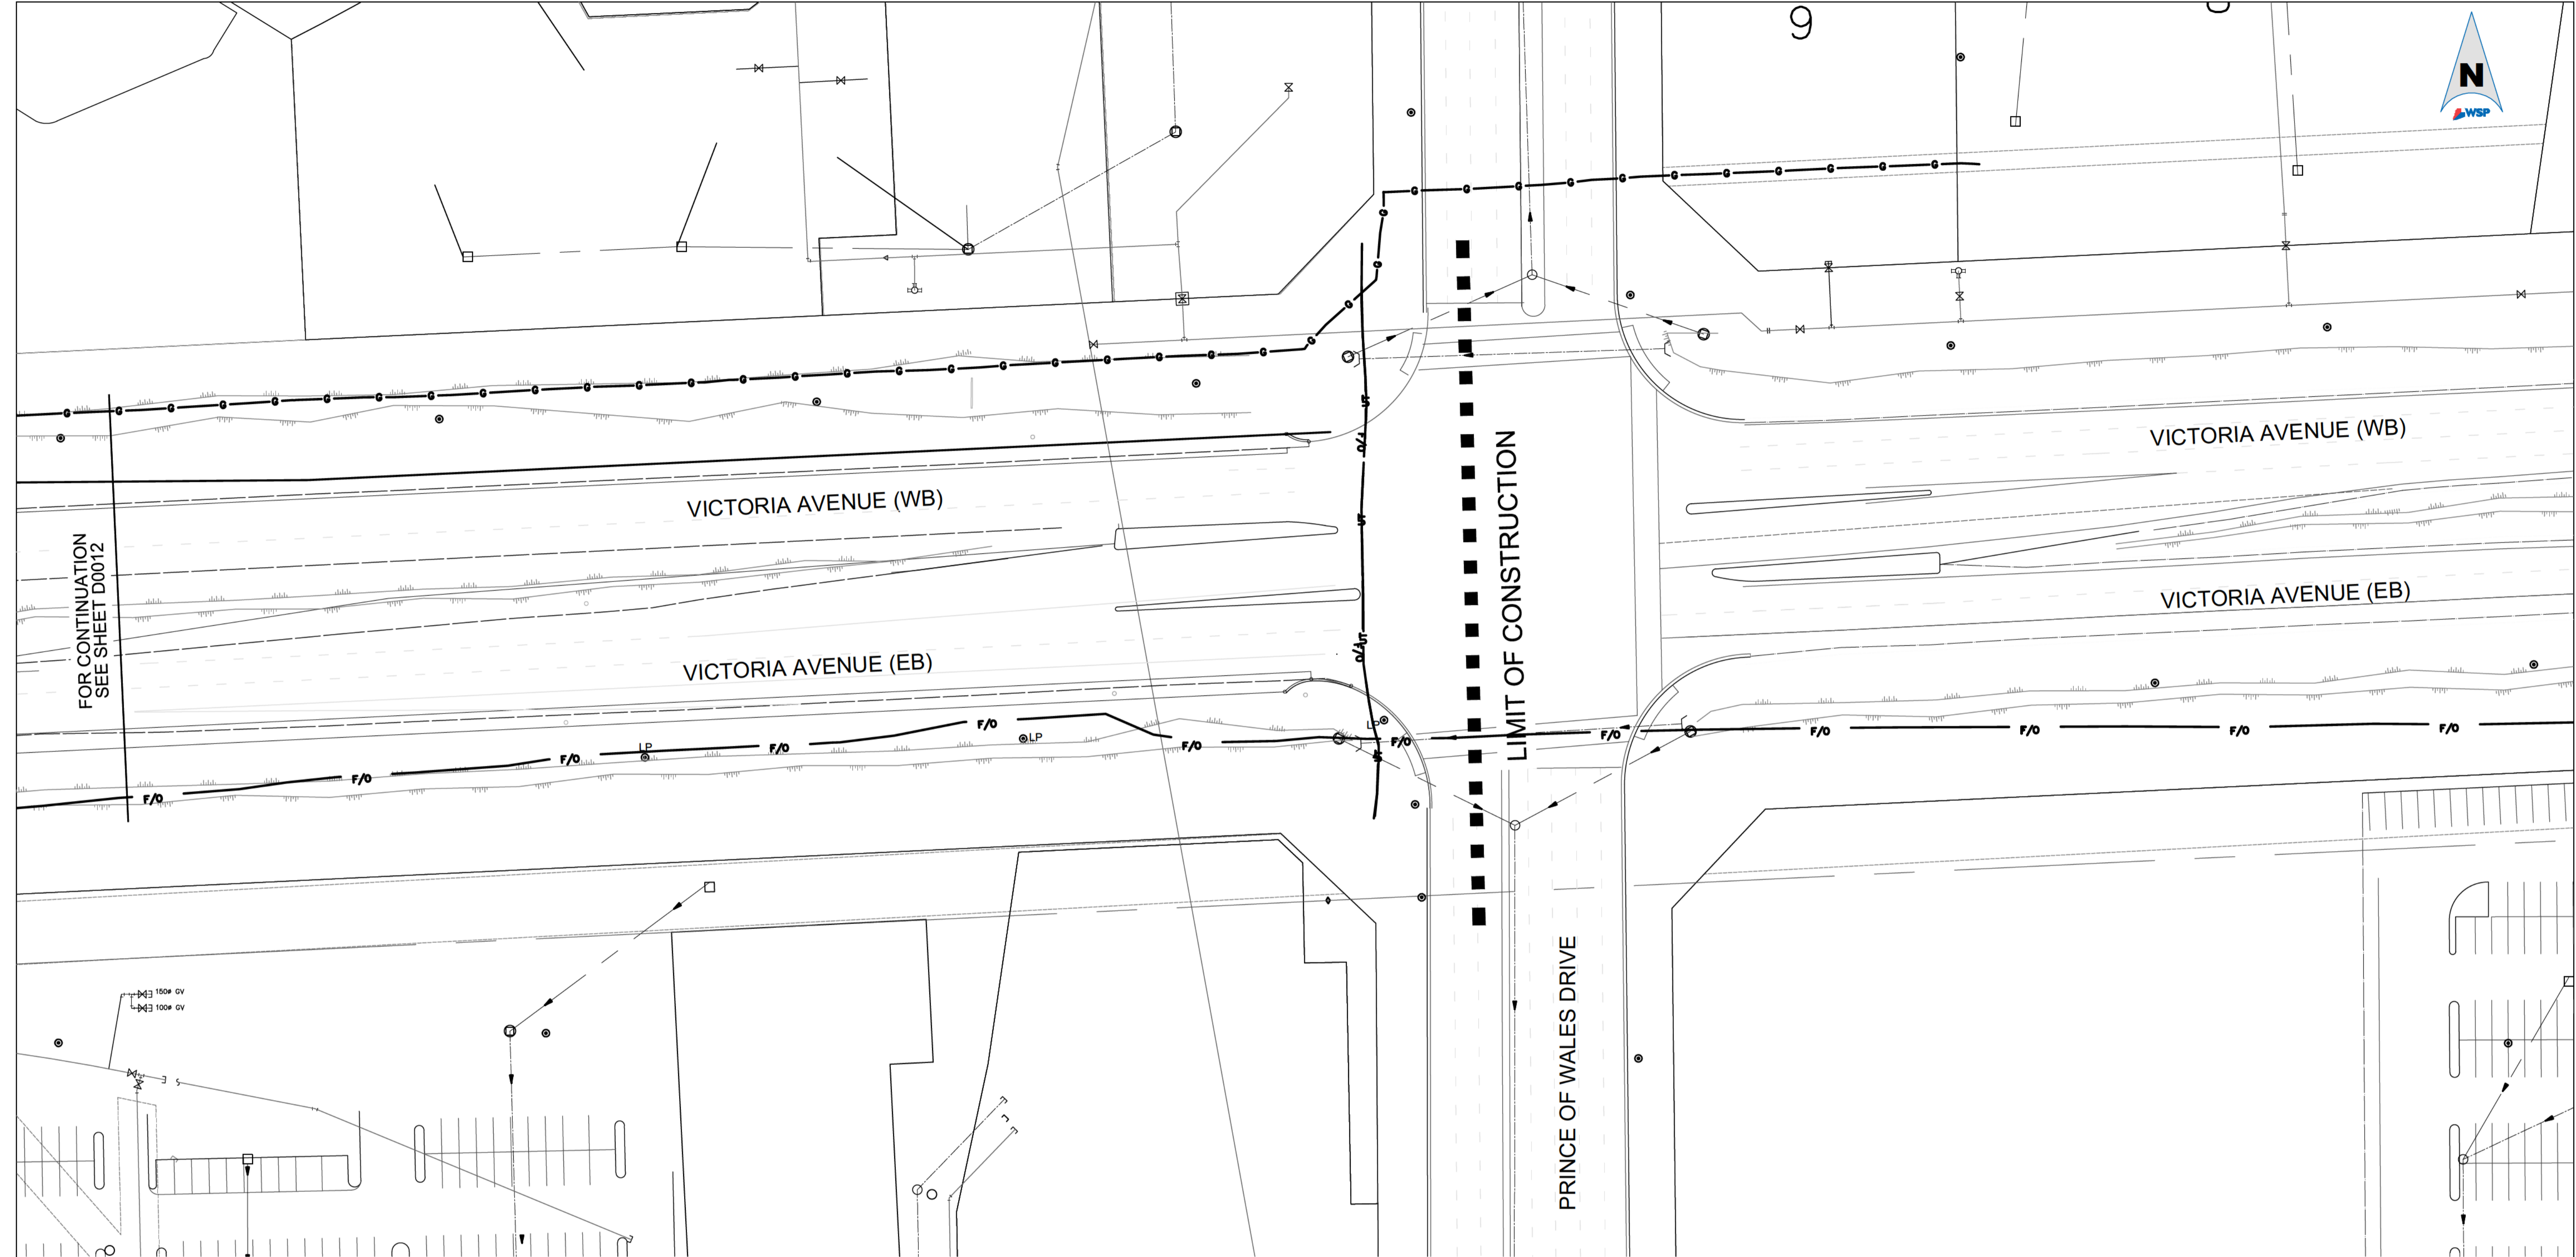 9
N
WSP
G G G G G G G G G G G
G G G G
G G G G G G G G G G G G G G G G G G G G G G G G G
VICTORIA AVENUE (WB)
VICTORIA AVENUE (WB)
FOR CONTINUATION
SEE SHEET D0012
LIMIT OF CONSTRUCTION
VICTORIA AVENUE (EB)
VICTORIA AVENUE (EB)
LP
LP
LP
F/O F/O F/O F/O F/O F/O F/O F/O F/O F/O F/O F/O
150ø GV
100ø GV
PRINCE OF WALES DRIVE